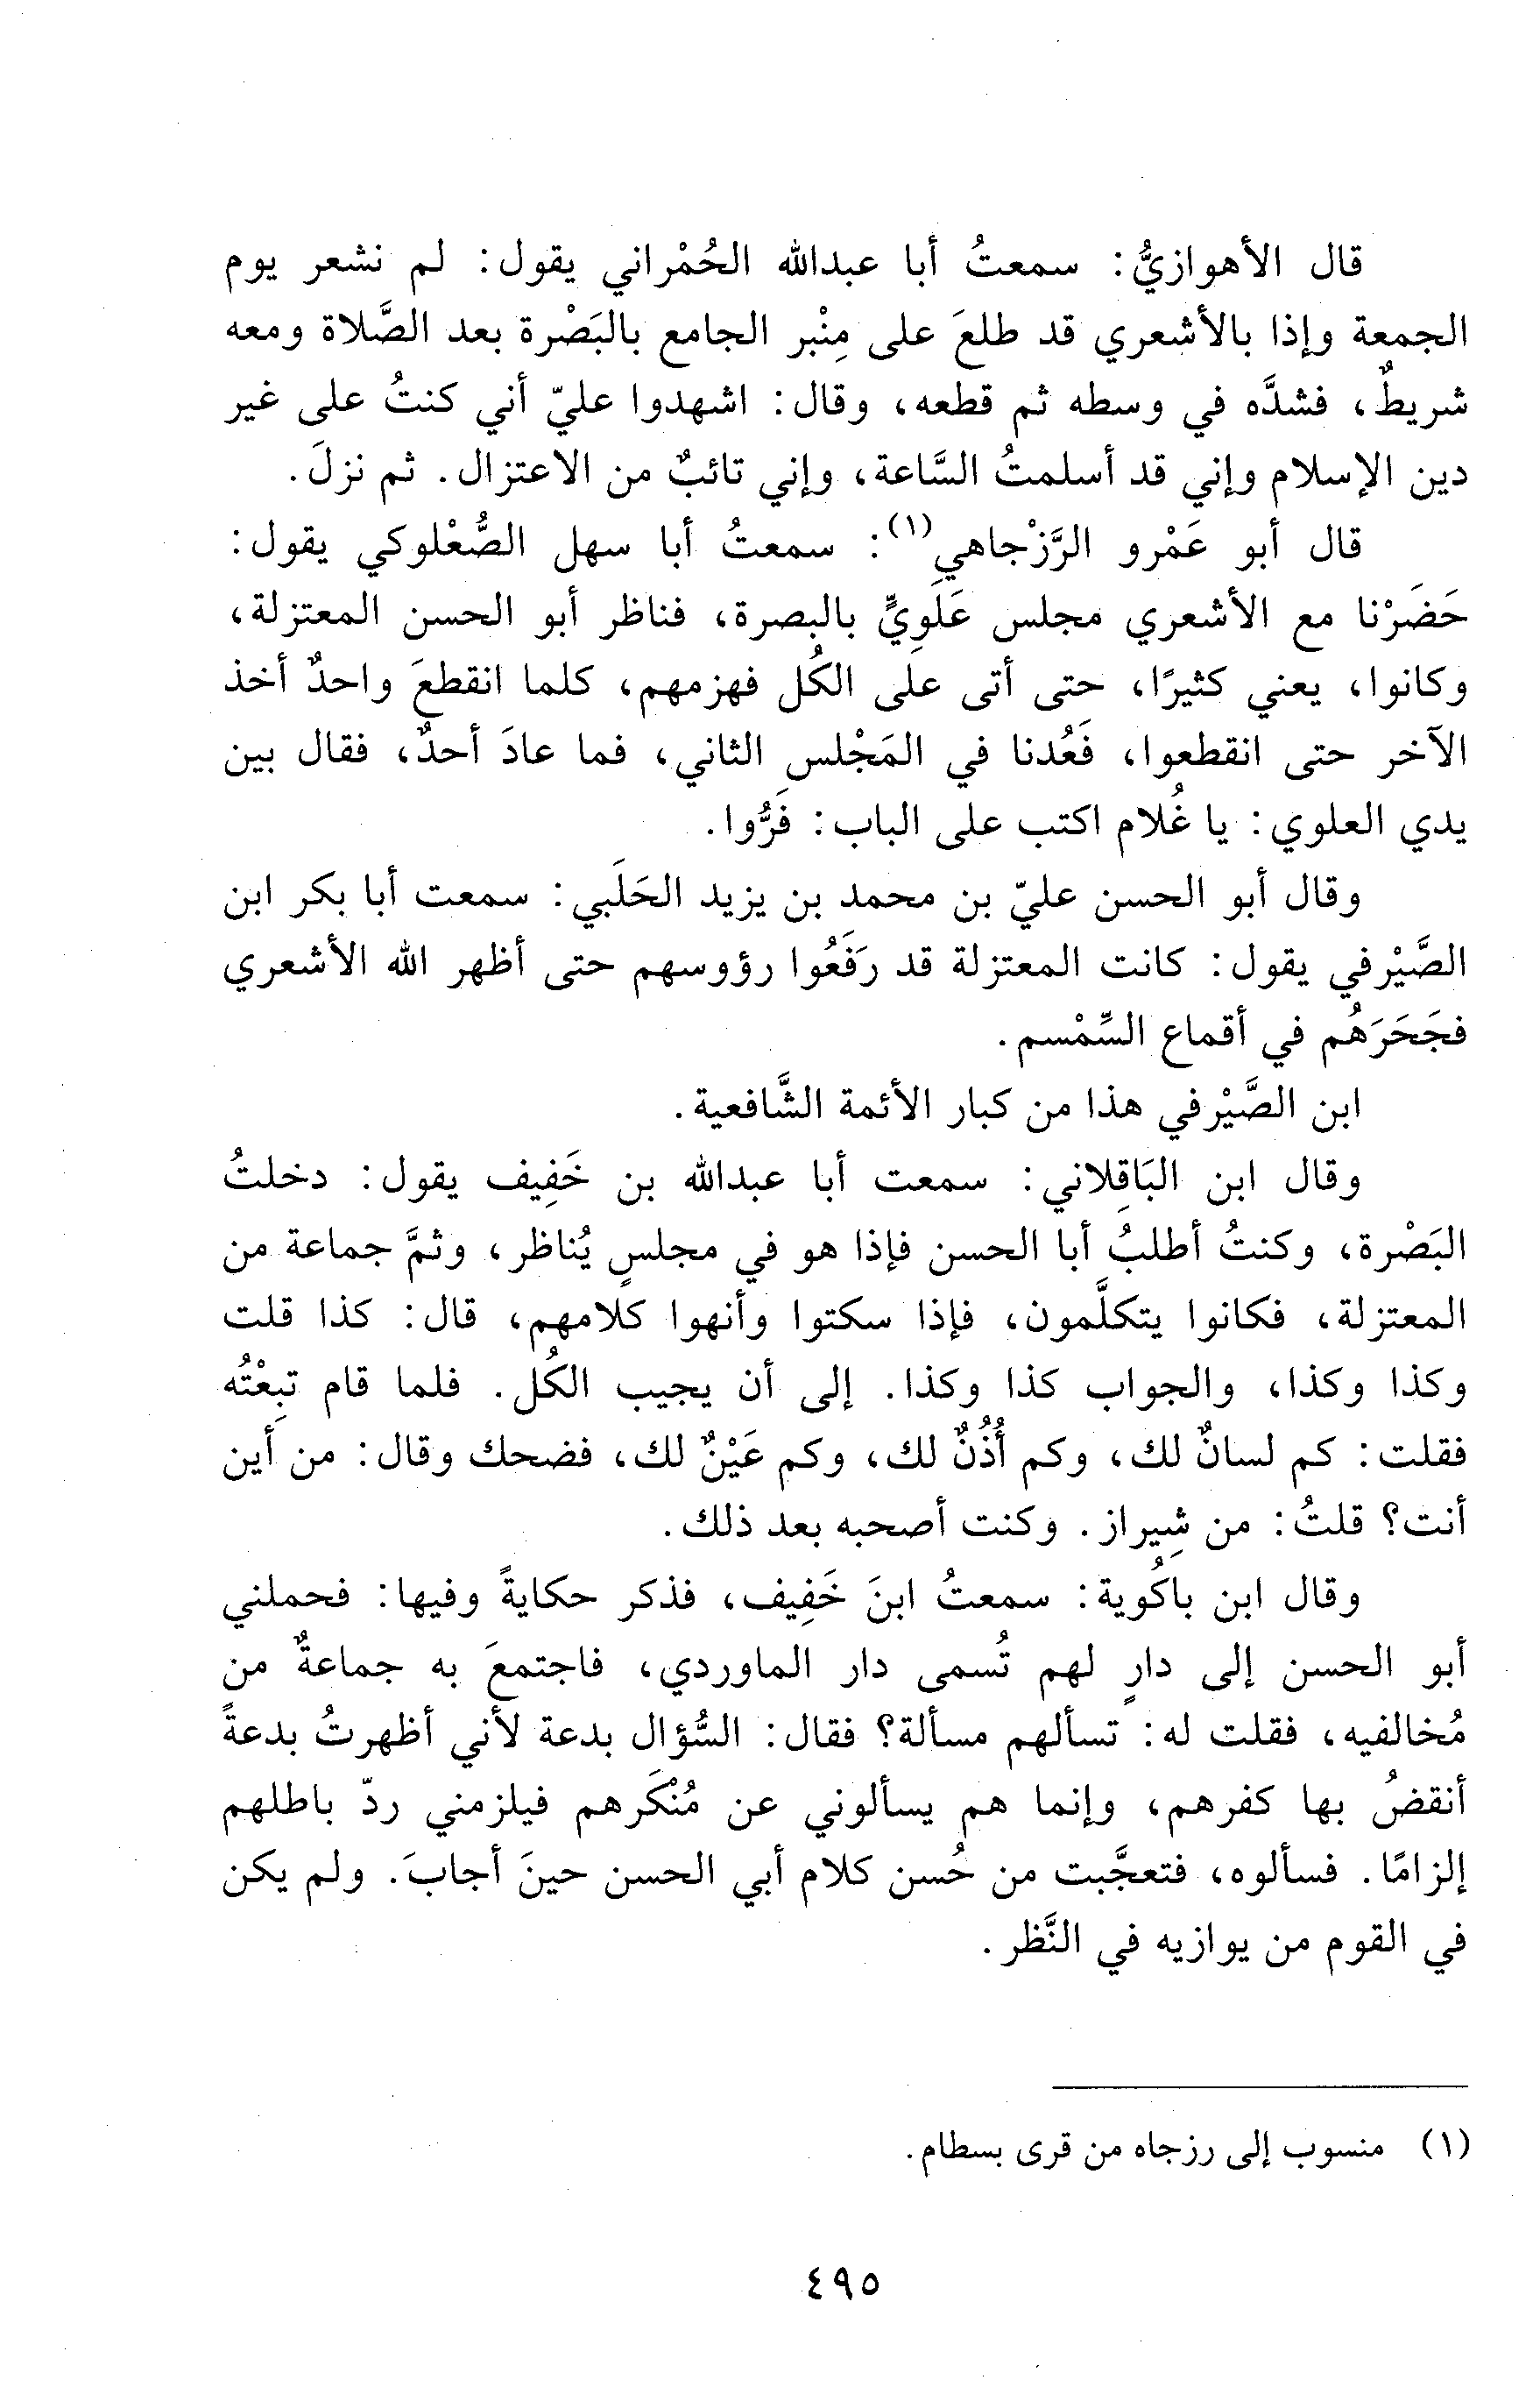 قال الأهوازيُّ: سمعتُ أبا عبدالله الحُمْراني يقول: لم نشعر يوم
الجمعة وإذا بالأشعري قد طلعَ على مِنْبر الجامع بالبَصْرة بعد الصَّلاة ومعه
شريطٌ، فشدَّه في وسطه ثم قطعه، وقال: اشهدوا عليّ أني كنتُ على غير
دين الإسلام وإني قد أسلمتُ السَّاعة، وإني تائبٌ من الاعتزال. ثم نزلَ.
قال أبو عَمْرو الرَّزْجاهي(١): سمعتُ أبا سهل الصُّعْلوكي يقول:
حَضَرْنا مع الأشعري مجلس عَلَوِيٍّ بالبصرة، فناظر أبو الحسن المعتزلة،
وكانوا، يعني كثيرًا، حتى أتى على الكُل فهزمهم، كلما انقطعَ واحدٌ أخذ
الآخر حتى انقطعوا، فَعُدنا في المَجْلس الثاني، فما عادَ أحدٌ، فقال بين
يدي العلوي: يا غُلام اكتب على الباب: فَرُّوا.
وقال أبو الحسن عليّ بن محمد بن يزيد الحَلَبي: سمعت أبا بكر ابن
الصَّيْرفي يقول: كانت المعتزلة قد رَفَعُوا رؤوسهم حتى أظهر الله الأشعري
فجَحَرَهُم في أقماع السِّمْسم.
ابن الصَّيْرفي هذا من كبار الأئمة الشَّافعية.
وقال ابن البَاقِلاني: سمعت أبا عبدالله بن خَفِيف يقول: دخلتُ
البَصْرة، وكنتُ أطلبُ أبا الحسن فإذا هو في مجلسٍ يُناظر، وثمَّ جماعة من
المعتزلة، فكانوا يتكلَّمون، فإذا سكتوا وأنهوا كلامهم، قال: كذا قلت
وكذا وكذا، والجواب كذا وكذا. إلى أن يجيب الكُل. فلما قام تبِعْتُه
فقلت: كم لسانٌ لك، وكم أُذُنٌ لك، وكم عَيْنٌ لك، فضحك وقال: من أين
أنت؟ قلتُ: من شِيراز. وكنت أصحبه بعد ذلك.
وقال ابن باكُوية: سمعتُ ابنَ خَفِيف، فذكر حكايةً وفيها: فحملني
أبو الحسن إلى دارٍ لهم تُسمى دار الماوردي، فاجتمعَ به جماعةٌ من
مُخالفيه، فقلت له: تسألهم مسألة؟ فقال: السُّؤال بدعة لأني أظهرتُ بدعةً
أنقضُ بها كفرهم، وإنما هم يسألوني عن مُنْكَرهم فيلزمني ردّ باطلهم
إلزامًا. فسألوه، فتعجَّبت من حُسن كلام أبي الحسن حينَ أجابَ. ولم يكن
في القوم من يوازيه في النَّظر.
(١) منسوب إلى رزجاه من قرى بسطام.
٤٩٥